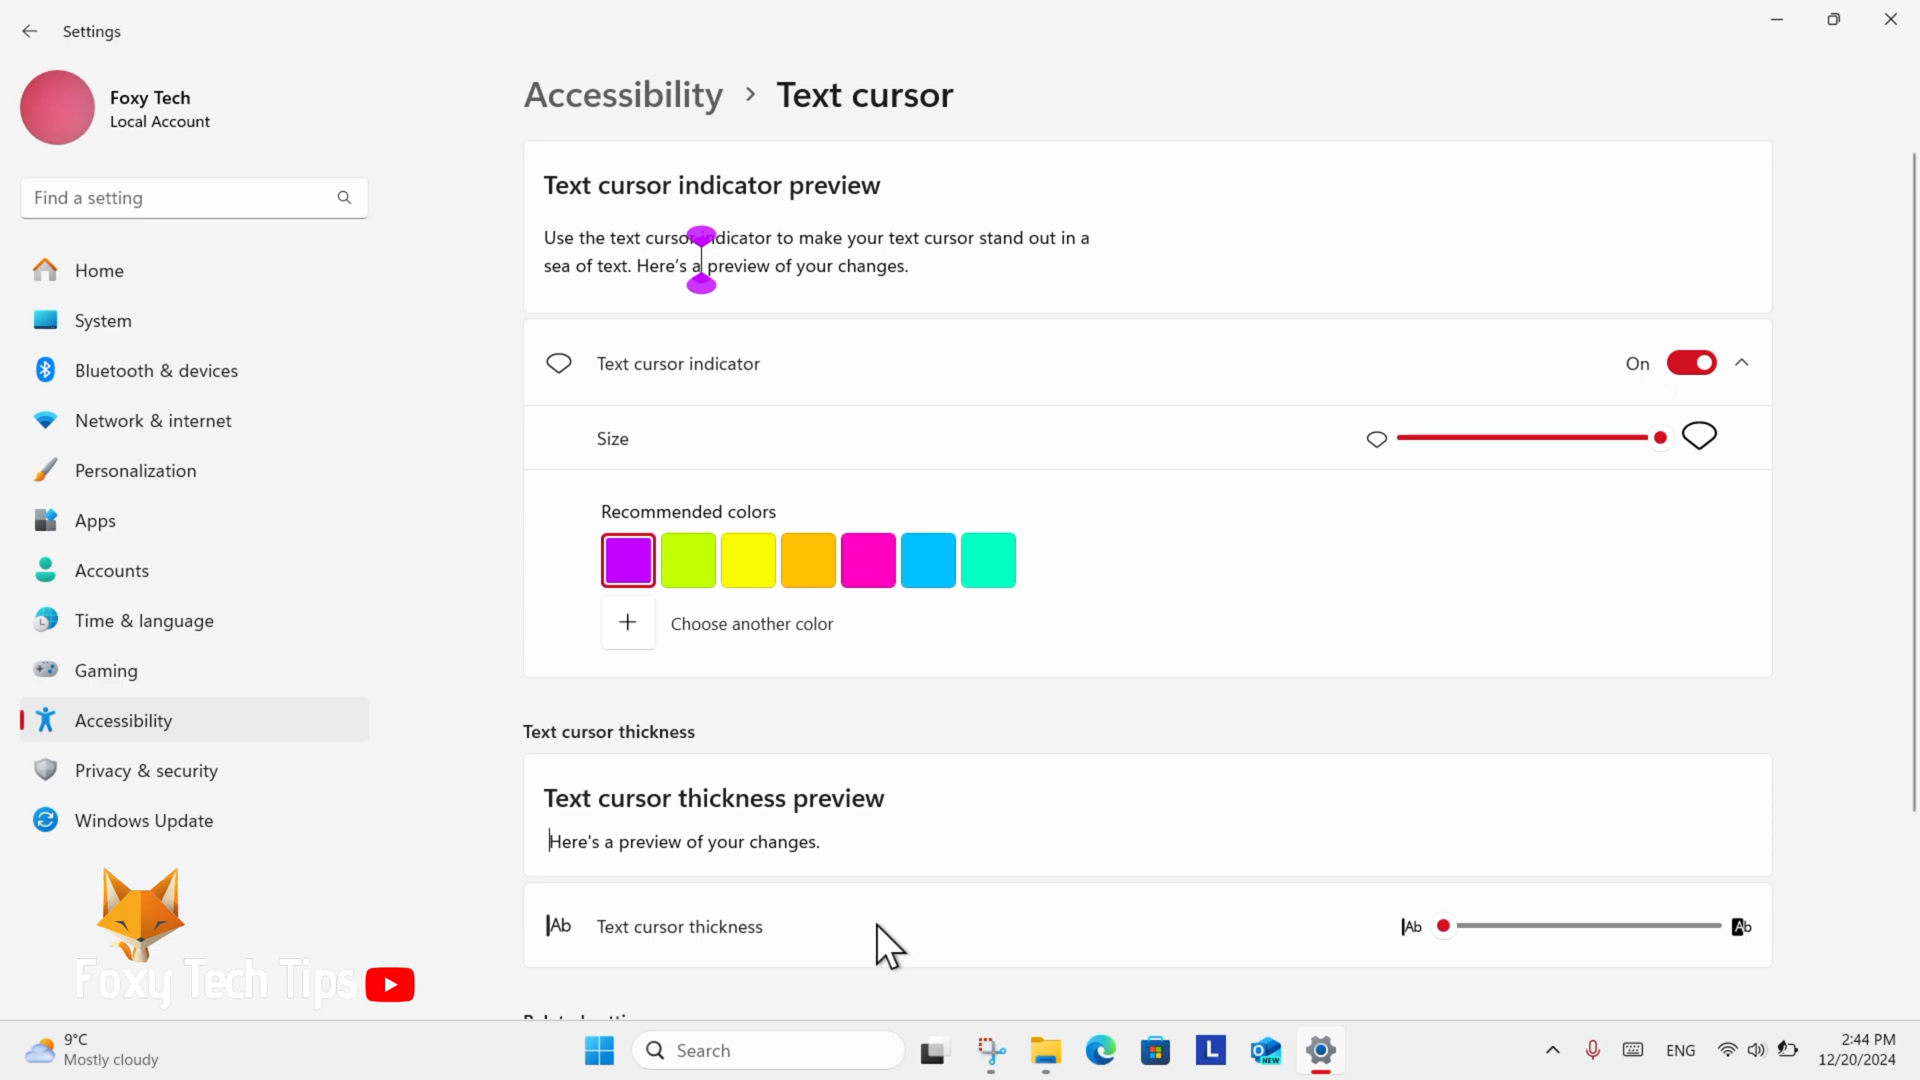 Settings
Foxy Tech
Local Account
Find a setting
Home
System
Bluetooth & devices
Network & internet
Personalization
Apps
Accounts
Time & language
Gaming
Accessibility
Privacy & security
Windows Update
Foxy Tech Tips
Accessibility > Text cursor
Text cursor indicator preview
Use the text cursor indicator to make your text cursor stand out in a
sea of text. Here's a preview of your changes.
Text cursor indicator
On
Size
Recommended colors
+ Choose another color
Text cursor thickness
Text cursor thickness preview
Here's a preview of your changes.
Ab Text cursor thickness Ab Ab
9°C
Mostly cloudy
Search
L
NEW
ENG
2:44 PM
12/20/2024